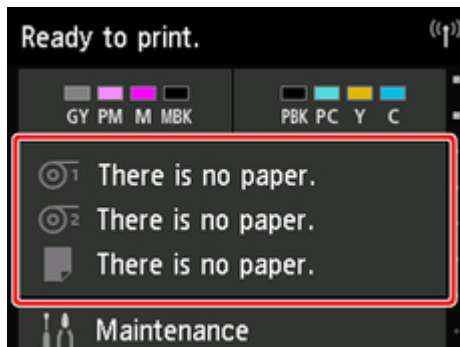 Ready to print.
GY PM M MBK PBK PC Y C
1 There is no paper.
2 There is no paper.
There is no paper.
Maintenance